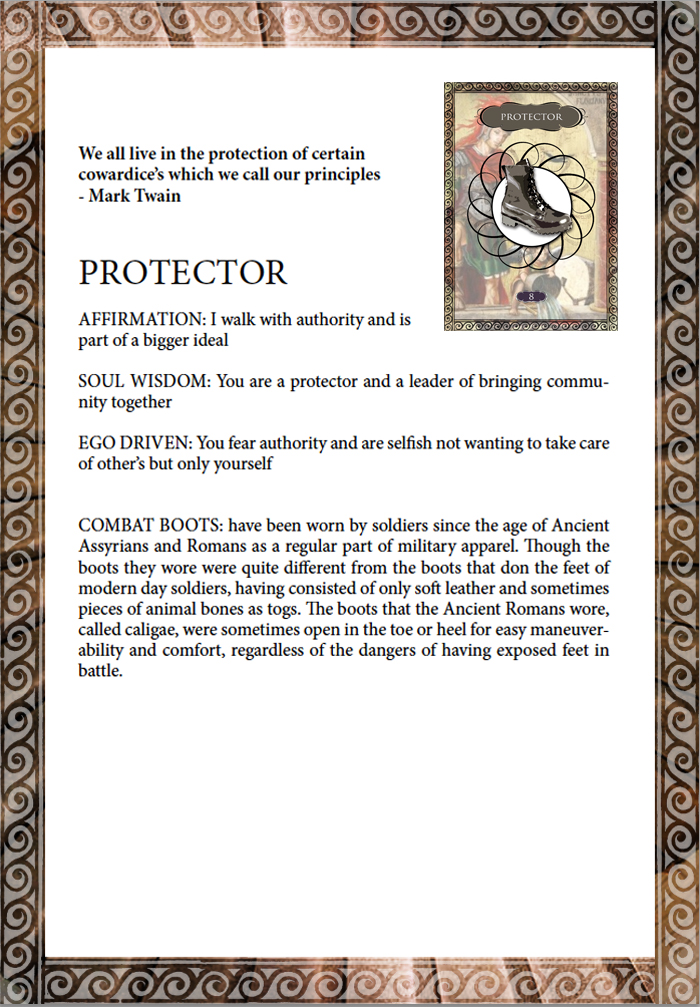 We all live in the protection of certain
cowardice's which we call our principles
- Mark Twain
PROTECTOR
8
PROTECTOR
AFFIRMATION: I walk with authority and is
part of a bigger ideal
SOUL WISDOM: You are a protector and a leader of bringing commu-
nity together
EGO DRIVEN: You fear authority and are selfish not wanting to take care
of other's but only yourself
COMBAT BOOTS: have been worn by soldiers since the age of Ancient
Assyrians and Romans as a regular part of military apparel. Though the
boots they wore were quite different from the boots that don the feet of
modern day soldiers, having consisted of only soft leather and sometimes
pieces of animal bones as togs. The boots that the Ancient Romans wore,
called caligae, were sometimes open in the toe or heel for easy maneuver-
ability and comfort, regardless of the dangers of having exposed feet in
battle.